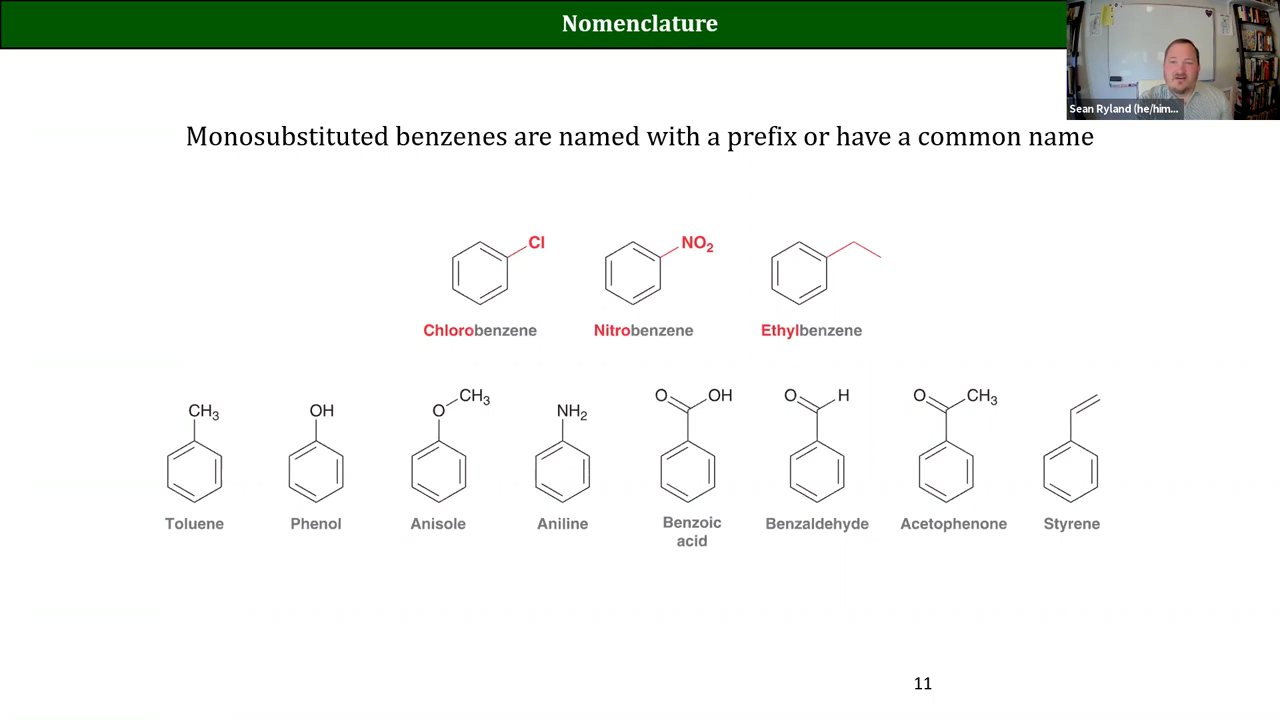 Nomenclature
Sean Ryland (he/him...
Monosubstituted benzenes are named with a prefix or have a common name
Cl
NO₂
Chlorobenzene
Nitrobenzene
Ethylbenzene
CH₃
OH
O
CH₃
NH₂
O
OH
O
H
O
CH₃
Toluene
Phenol
Anisole
Aniline
Benzoic
acid
Benzaldehyde
Acetophenone
Styrene
11